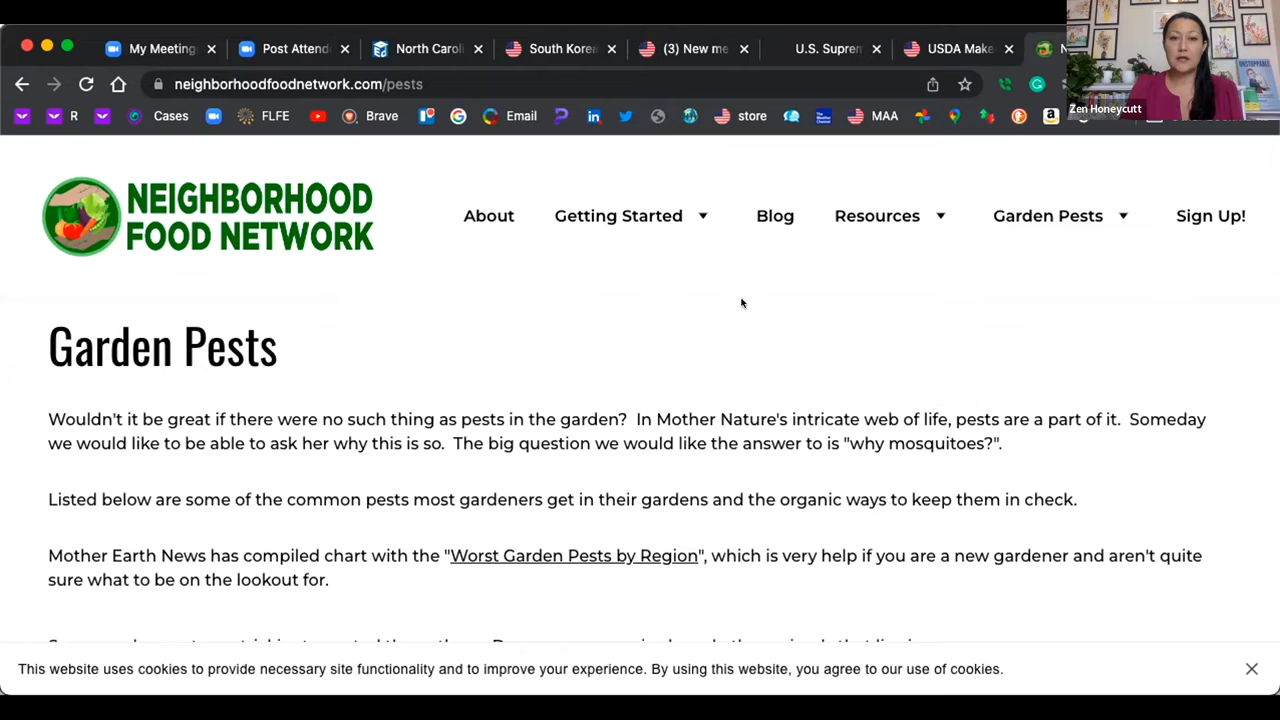 My Meeting
Post Attend
North Caroli
South Korea
(3) New me
U.S. Suprem
USDA Make
neighborhoodfoodnetwork.com/pests
Zen Honeycutt
UNSTOPPABLE
R
Cases
FLFE
Brave
Email
store
MAA
NEIGHBORHOOD
FOOD NETWORK
About
Getting Started
Blog
Resources
Garden Pests
Sign Up!
Garden Pests
Wouldn't it be great if there were no such thing as pests in the garden? In Mother Nature's intricate web of life, pests are a part of it. Someday
we would like to be able to ask her why this is so. The big question we would like the answer to is "why mosquitoes?".
Listed below are some of the common pests most gardeners get in their gardens and the organic ways to keep them in check.
Mother Earth News has compiled chart with the "Worst Garden Pests by Region", which is very help if you are a new gardener and aren't quite
sure what to be on the lookout for.
This website uses cookies to provide necessary site functionality and to improve your experience. By using this website, you agree to our use of cookies.